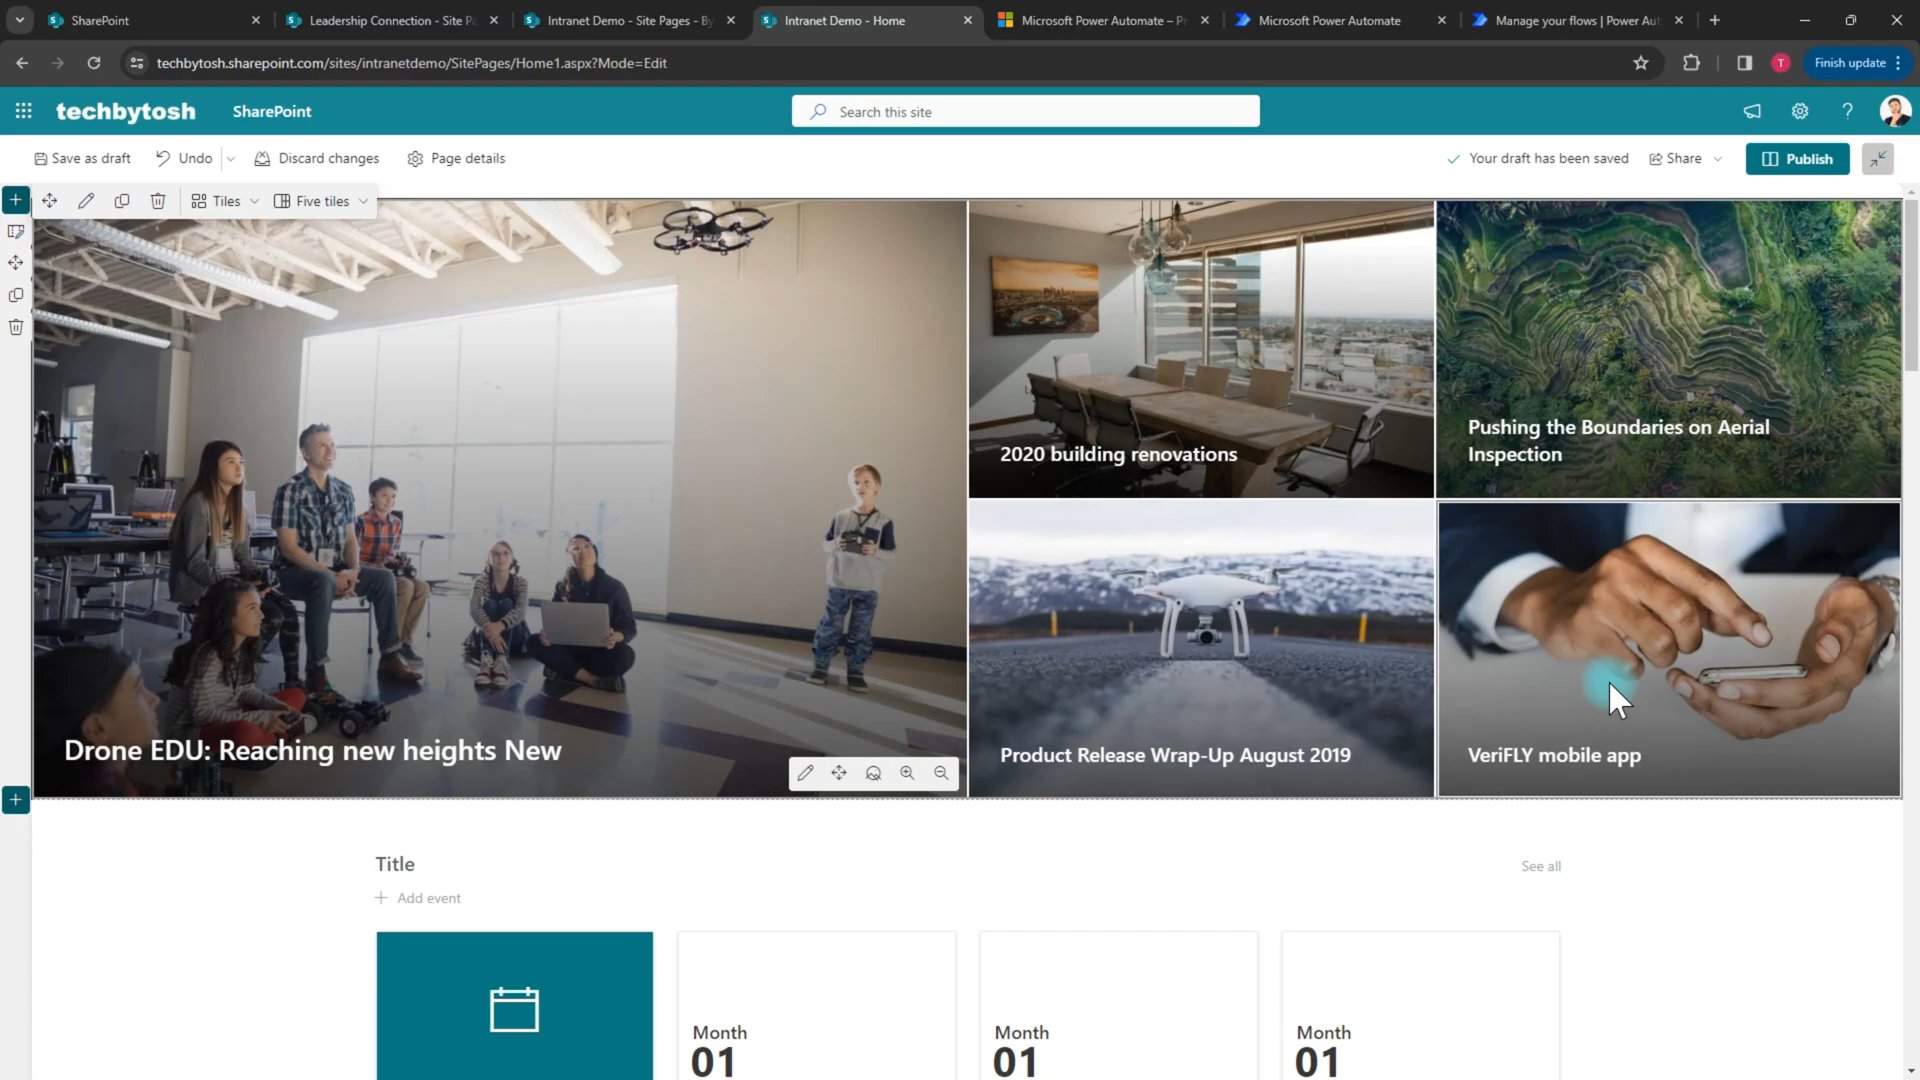 SharePoint
Leadership Connection - Site Pa
Intranet Demo - Site Pages - By
Intranet Demo - Home
Microsoft Power Automate – Pr
Microsoft Power Automate
Manage your flows | Power Aut
techbytosh.sharepoint.com/sites/intranetdemo/SitePages/Home1.aspx?Mode=Edit
T
Finish update
techbytosh
SharePoint
Search this site
Save as draft
Undo
Discard changes
Page details
Your draft has been saved
Share
Publish
Tiles
Five tiles
2020 building renovations
Pushing the Boundaries on Aerial
Inspection
Drone EDU: Reaching new heights New
Product Release Wrap-Up August 2019
VeriFLY mobile app
Title
See all
Add event
Month
01
Month
01
Month
01